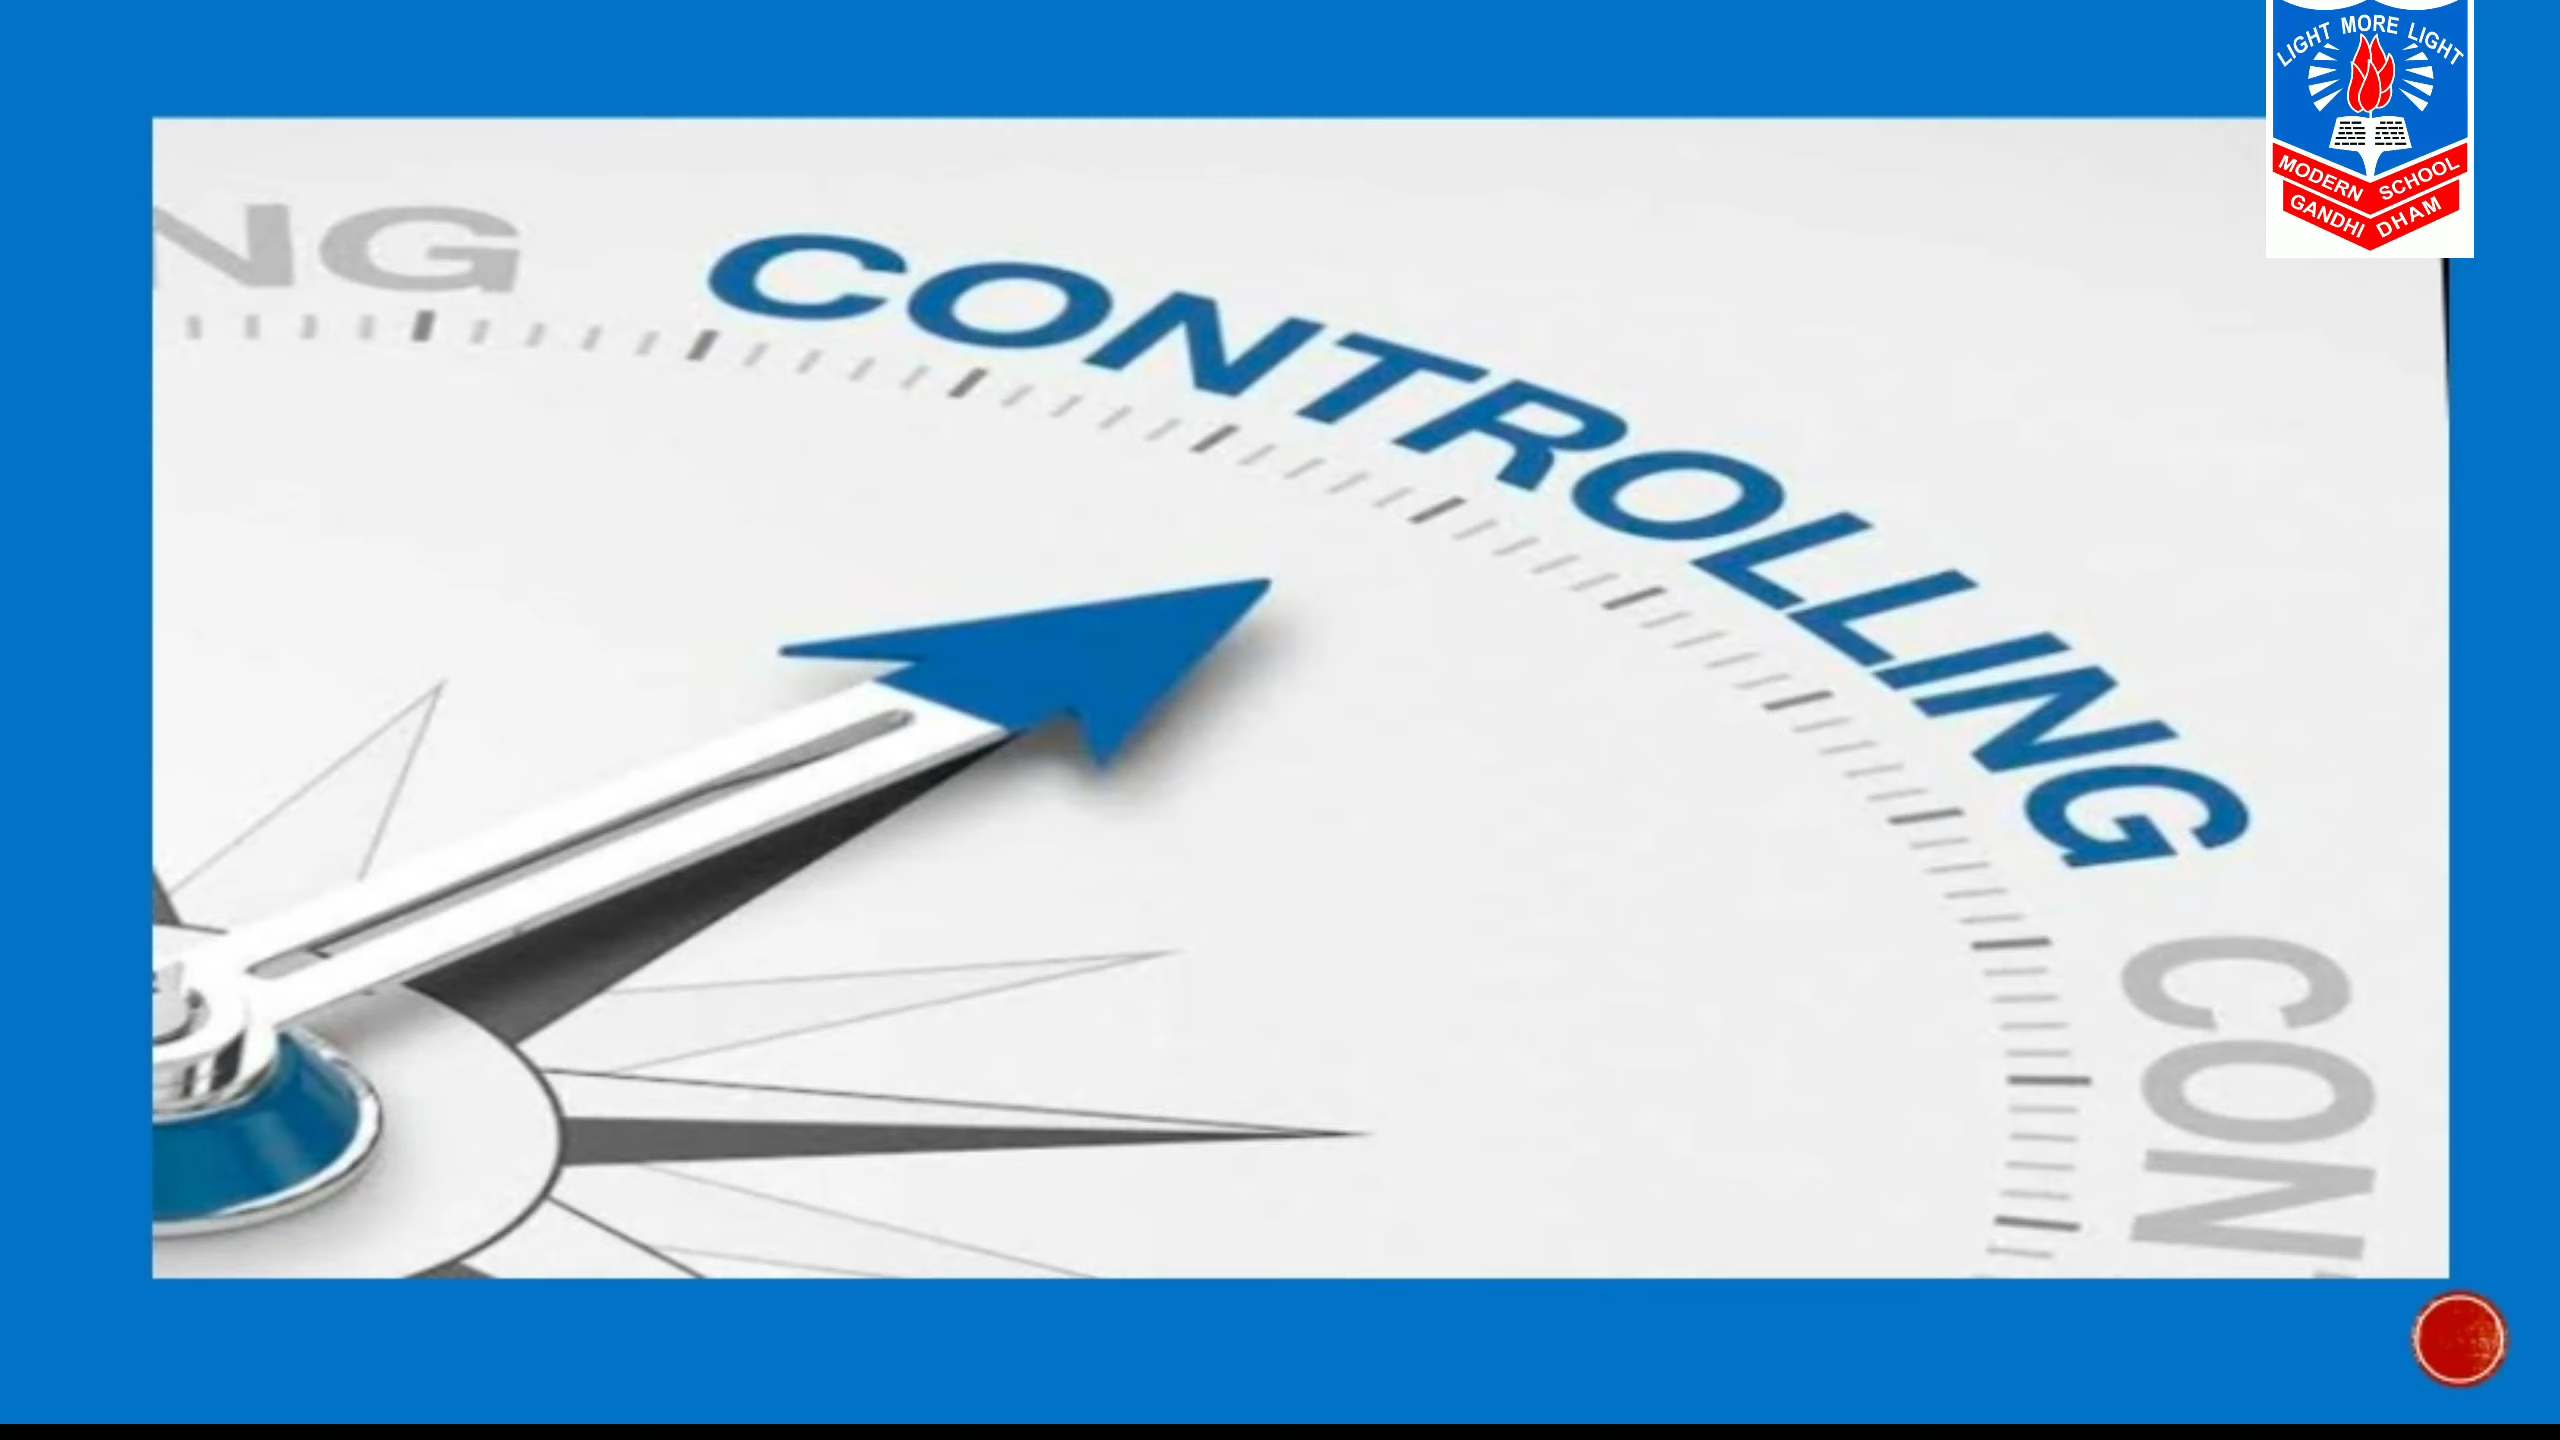 LIGHT MORE LIGHT
MODERN SCHOOL
GANDHI DHAM
NG
CONTROLLING
CON